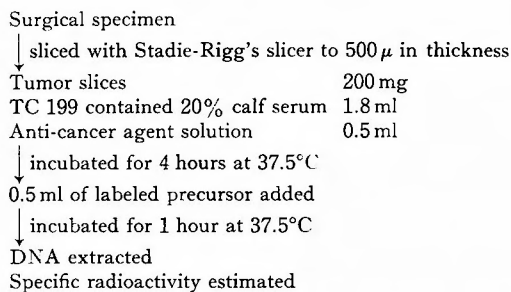 Surgical specimen
sliced with Stadie-Rigg's slicer to 500 μ in thickness
Tumor slices 200 mg
TC 199 contained 20% calf serum 1.8 ml
Anti-cancer agent solution 0.5 ml
incubated for 4 hours at 37.5°C
0.5 ml of labeled precursor added
incubated for 1 hour at 37.5°C
DNA extracted
Specific radioactivity estimated